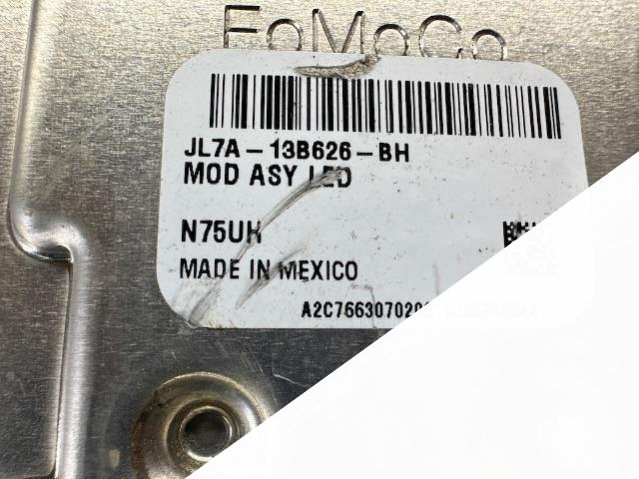 FoMoCo
JL7A-13B626-BH
MOD ASY LED
N75UH
MADE IN MEXICO